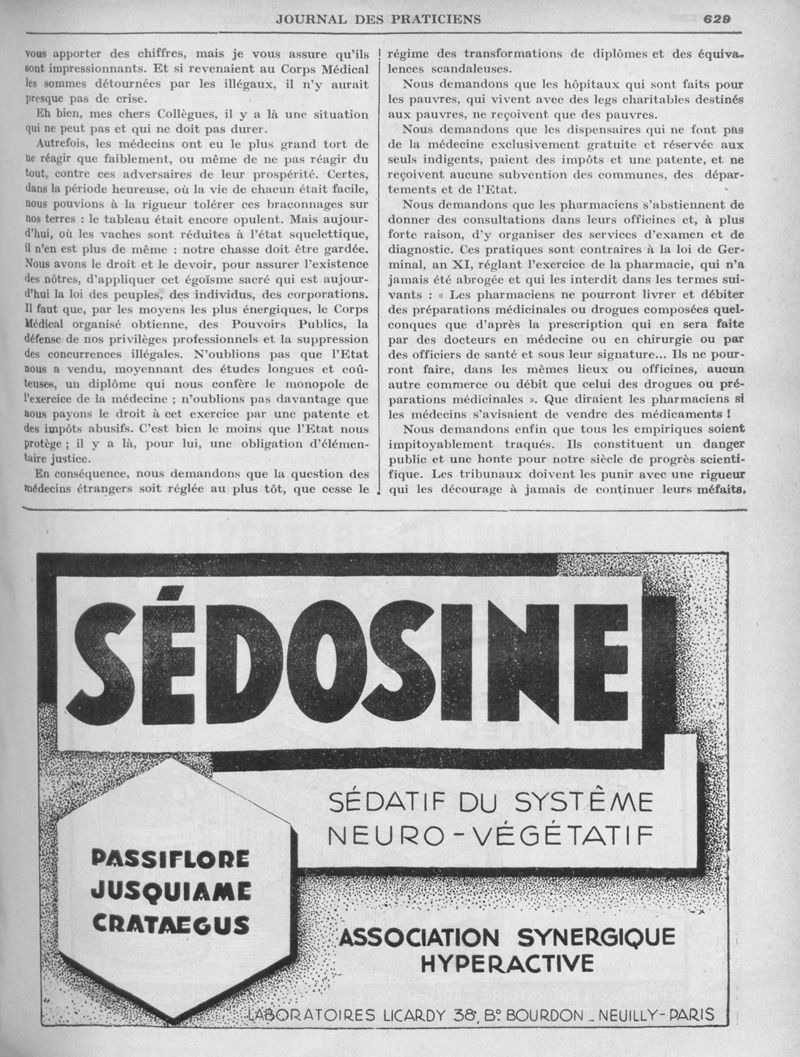 JOURNAL DES PRATICIENS 629
vous apporter des chiffres, mais je vous assure qu'ils
sont impressionnants. Et si revenaient au Corps Médical
les sommes détournées par les illégaux, il n'y aurait
presque pas de crise.
Eh bien, mes chers Collègues, il y a là une situation
qui ne peut pas et qui ne doit pas durer.
Autrefois, les médecins ont eu le plus grand tort de
ne réagir que faiblement, ou même de ne pas réagir du
tout, contre ces adversaires de leur prospérité. Certes,
dans la période heureuse, où la vie de chacun était facile,
nous pouvions à la rigueur tolérer ces braconnages sur
nos terres : le tableau était encore opulent. Mais aujour-
d'hui, où les vaches sont réduites à l'état squelettique,
il n'en est plus de même : notre chasse doit être gardée.
Nous avons le droit et le devoir, pour assurer l'existence
des nôtres, d'appliquer cet égoïsme sacré qui est aujour-
d'hui la loi des peuples, des individus, des corporations.
Il faut que, par les moyens les plus énergiques, le Corps
Médical organisé obtienne, des Pouvoirs Publics, la
défense de nos privilèges professionnels et la suppression
des concurrences illégales. N'oublions pas que l'Etat
nous a vendu, moyennant des études longues et coû-
teuses, un diplôme qui nous confère le monopole de
l'exercice de la médecine ; n'oublions pas davantage que
nous payons le droit à cet exercice par une patente et
des impôts abusifs. C'est bien le moins que l'Etat nous
protège ; il y a là, pour lui, une obligation d'élémen-
taire justice.
En conséquence, nous demandons que la question des
médecins étrangers soit réglée au plus tôt, que cesse le
régime des transformations de diplômes et des équiva-
lences scandaleuses.
Nous demandons que les hôpitaux qui sont faits pour
les pauvres, qui vivent avec des legs charitables destinés
aux pauvres, ne reçoivent que des pauvres.
Nous demandons que les dispensaires qui ne font pas
de la médecine exclusivement gratuite et réservée aux
seuls indigents, paient des impôts et une patente, et ne
reçoivent aucune subvention des communes, des dépar-
tements et de l'Etat.
Nous demandons que les pharmaciens s'abstiennent de
donner des consultations dans leurs officines et, à plus
forte raison, d'y organiser des services d'examen et de
diagnostic. Ces pratiques sont contraires à la loi de Ger-
minal, an XI, réglant l'exercice de la pharmacie, qui n'a
jamais été abrogée et qui les interdit dans les termes sui-
vants : « Les pharmaciens ne pourront livrer et débiter
des préparations médicinales ou drogues composées quel-
conques que d'après la prescription qui en sera faite
par des docteurs en médecine ou en chirurgie ou par
des officiers de santé et sous leur signature... Ils ne pour-
ront faire, dans les mêmes lieux ou officines, aucun
autre commerce ou débit que celui des drogues ou pré-
parations médicinales ». Que diraient les pharmaciens si
les médecins s'avisaient de vendre des médicaments !
Nous demandons enfin que tous les empiriques soient
impitoyablement traqués. Ils constituent un danger
public et une honte pour notre siècle de progrès scienti-
fique. Les tribunaux doivent les punir avec une rigueur
qui les décourage à jamais de continuer leurs méfaits.
SÉDOSINE
SÉDATIF DU SYSTÊME
NEURO-VÉGÉTATIF
PASSIFLORE
JUSQUIAME
CRATAEGUS
ASSOCIATION SYNERGIQUE
HYPERACTIVE
LABORATOIRES LICARDY 38, Bᴰ BOURDON _ NEUILLY-PARIS